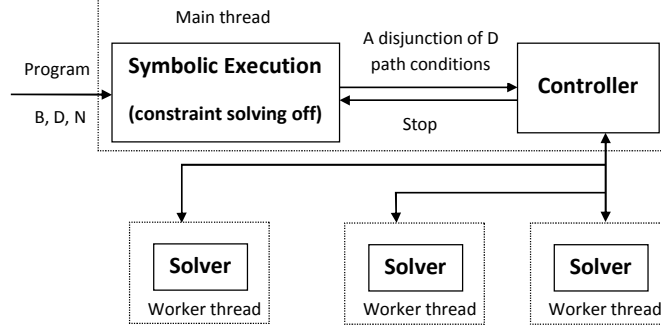 Main thread
Program
B, D, N
Symbolic Execution
(constraint solving off)
A disjunction of D
path conditions
Stop
Controller
Solver
Worker thread
Solver
Worker thread
Solver
Worker thread